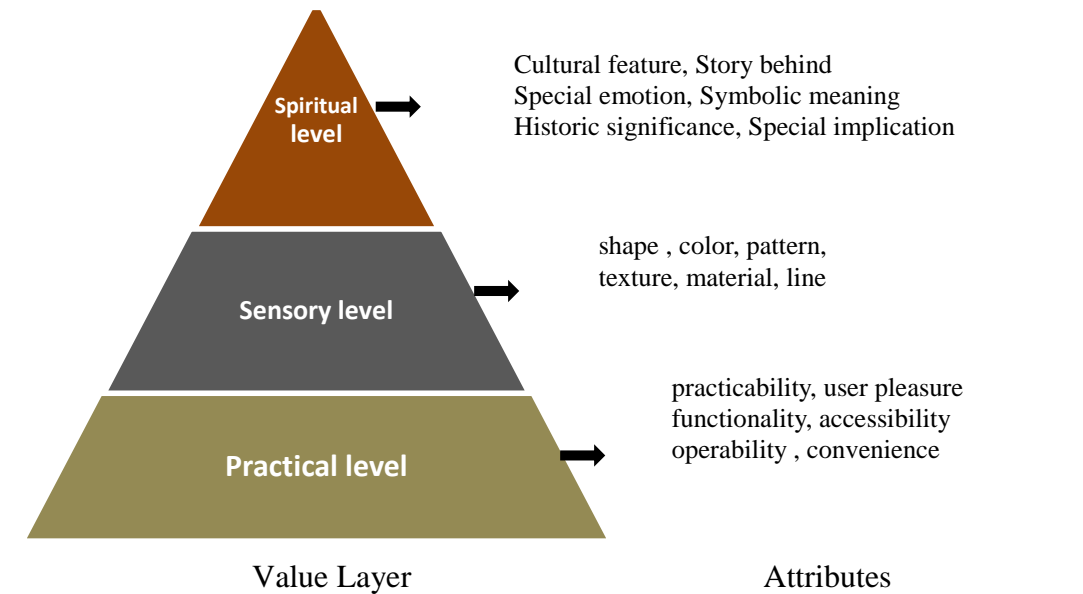 Spiritual
level
Cultural feature, Story behind
Special emotion, Symbolic meaning
Historic significance, Special implication
Sensory level
shape , color, pattern,
texture, material, line
Practical level
practicability, user pleasure
functionality, accessibility
operability , convenience
Value Layer
Attributes